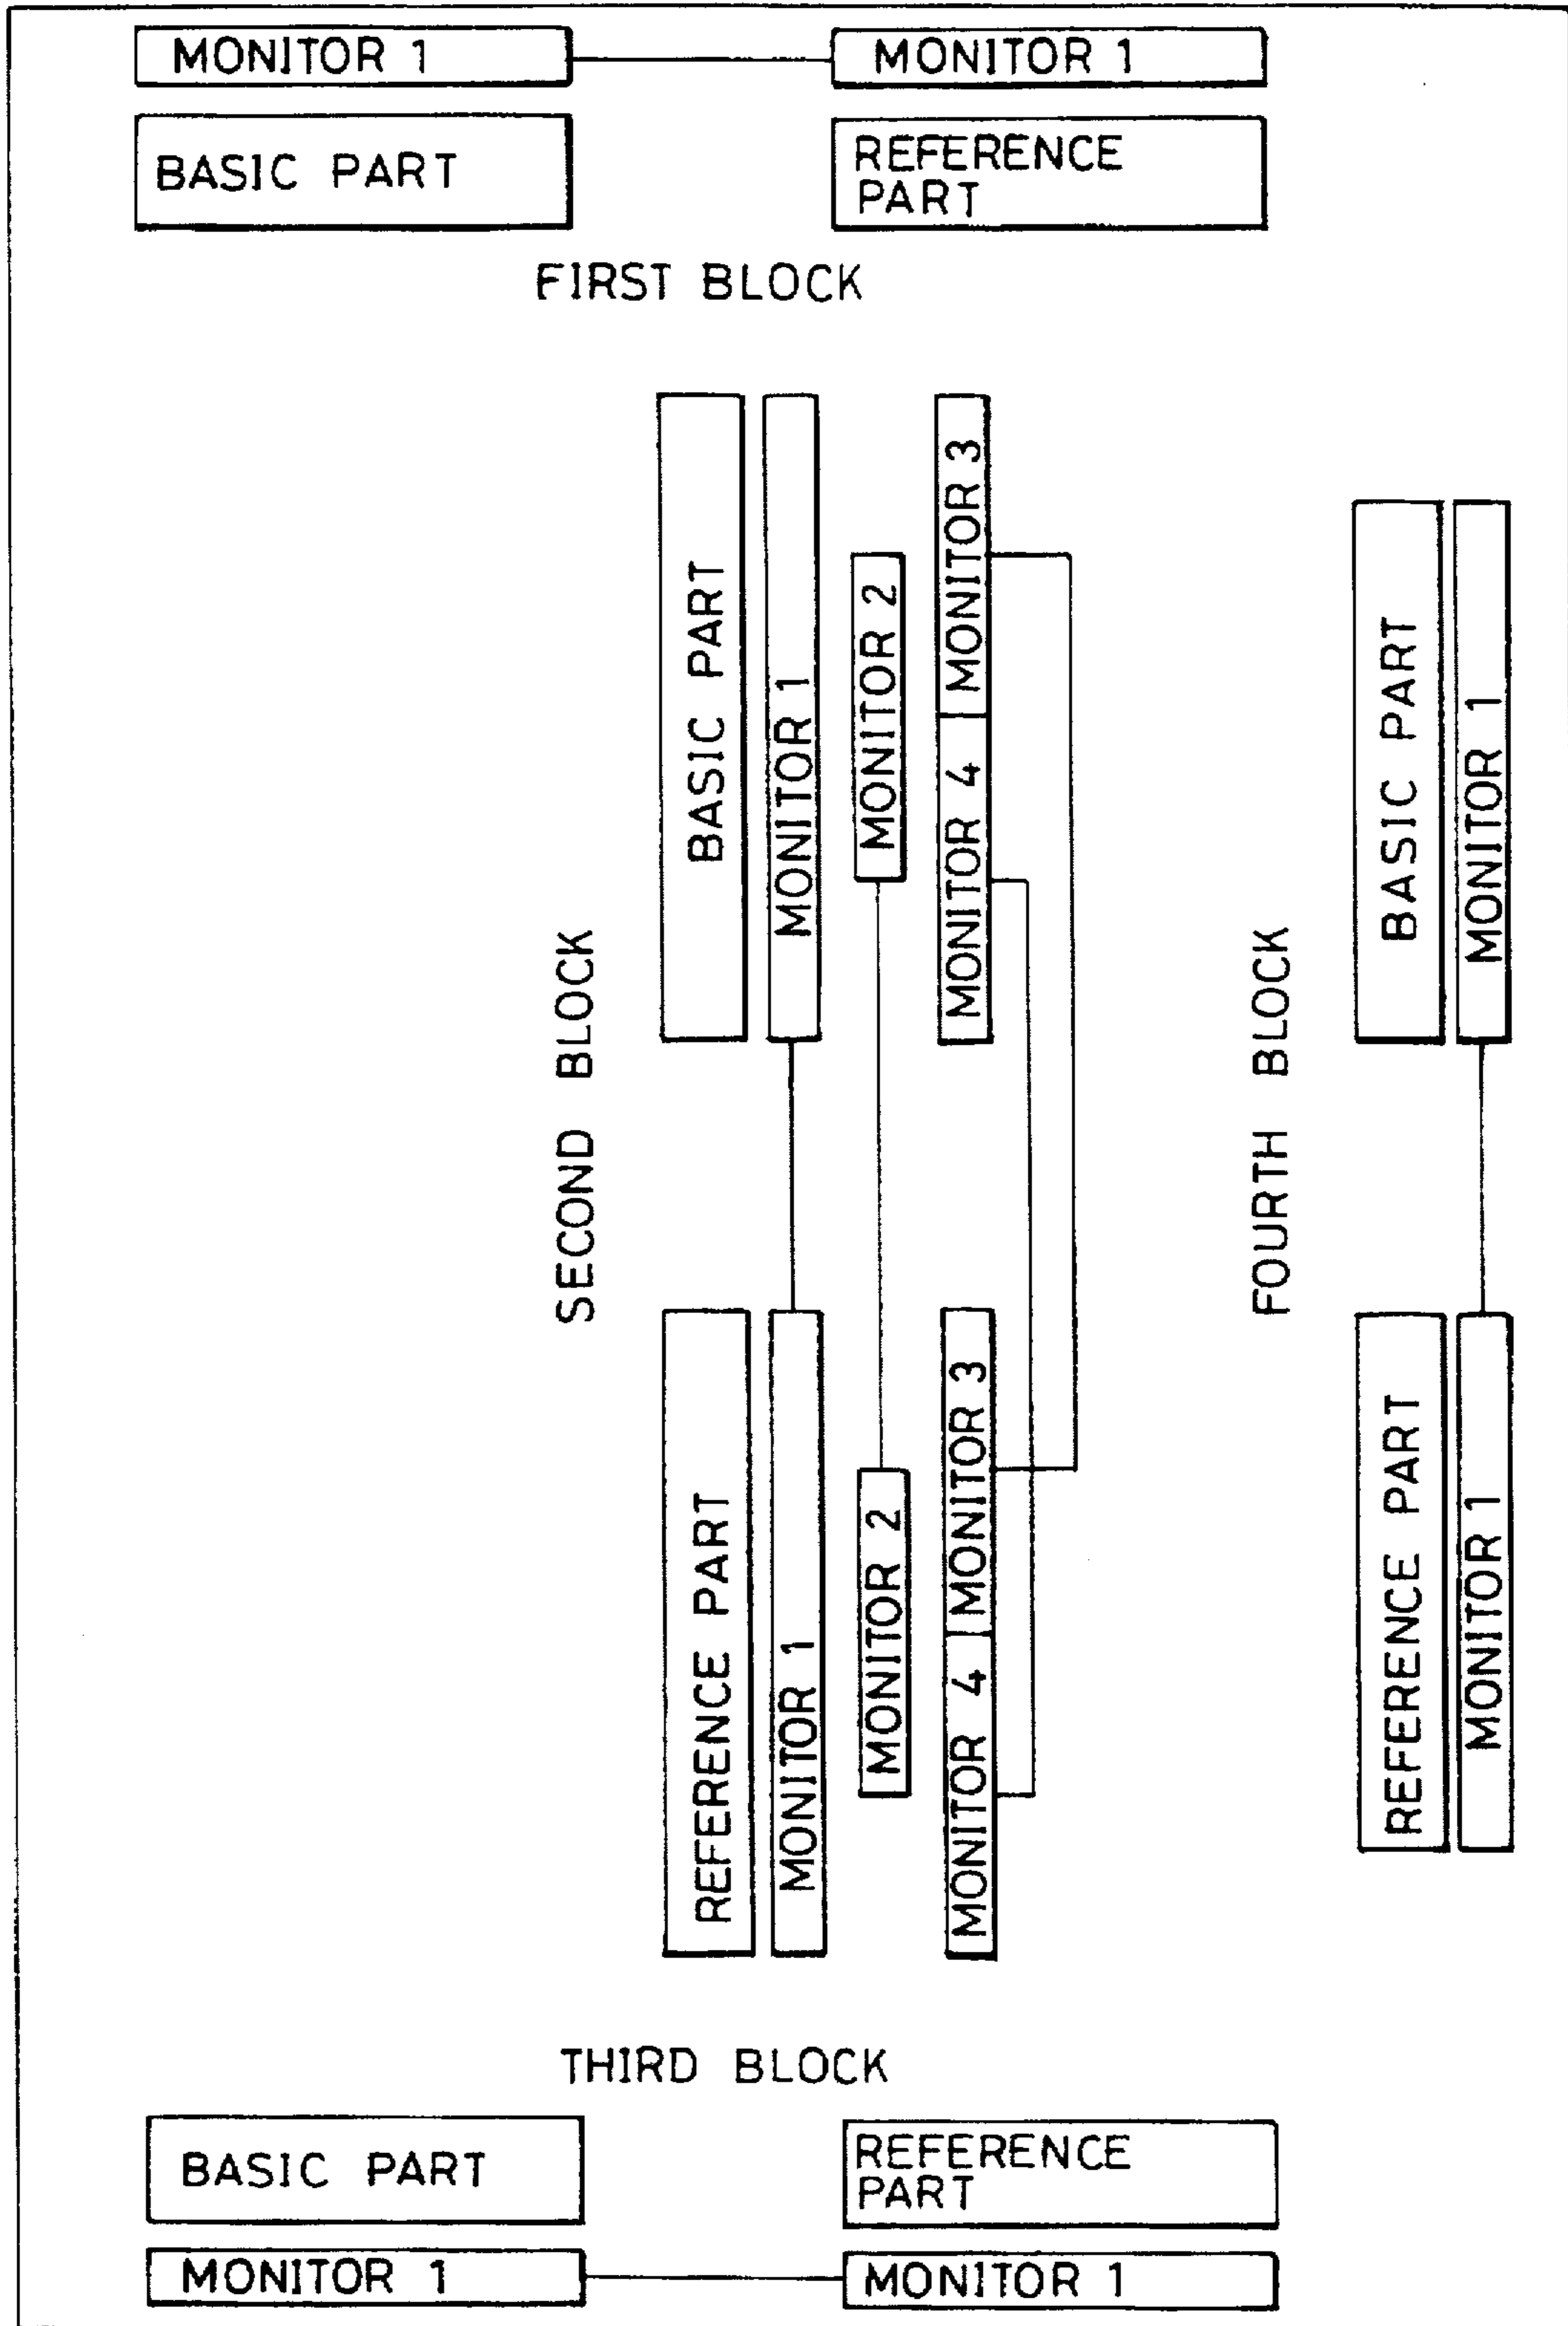 MONITOR 1
MONITOR 1
BASIC PART
REFERENCE
PART
FIRST BLOCK
SECOND BLOCK
BASIC PART
MONITOR 1
MONITOR 2
MONITOR 4
MONITOR 3
REFERENCE PART
MONITOR 1
MONITOR 2
MONITOR 4
MONITOR 3
FOURTH BLOCK
BASIC PART
MONITOR 1
REFERENCE PART
MONITOR 1
THIRD BLOCK
BASIC PART
REFERENCE
PART
MONITOR 1
MONITOR 1